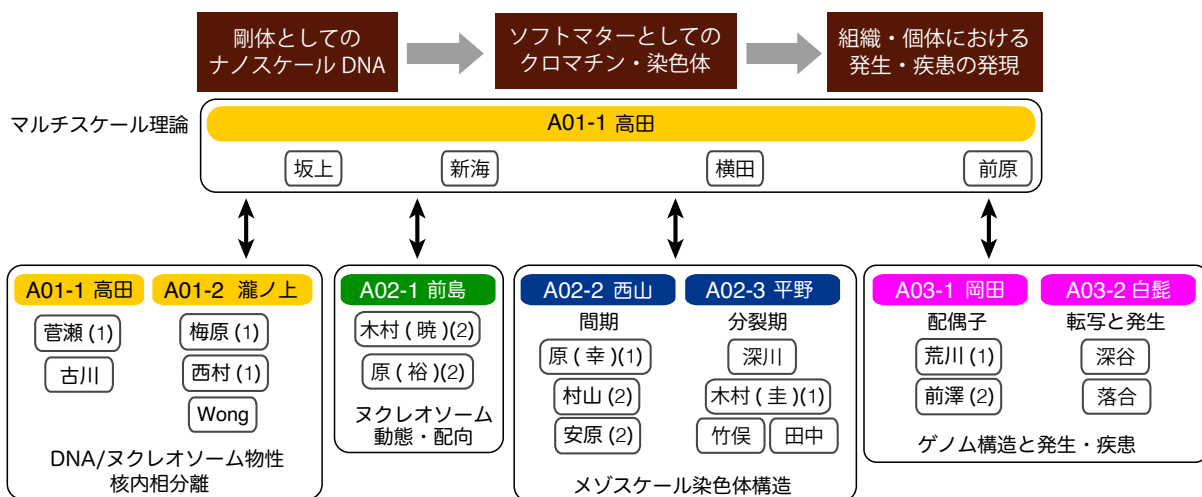 剛体としての
ナノスケール DNA
ソフトマターとしての
クロマチン・染色体
組織・個体における
発生・疾患の発現
マルチスケール理論
A01-1 高田
坂上
新海
横田
前原
A01-1 高田
菅瀬 (1)
古川
A01-2 瀧ノ上
梅原 (1)
西村 (1)
Wong
DNA/ヌクレオソーム物性
核内相分離
A02-1 前島
木村 ( 暁 )(2)
原 ( 裕 )(2)
ヌクレオソーム
動態・配向
A02-2 西山
間期
原 ( 幸 )(1)
村山 (2)
安原 (2)
A02-3 平野
分裂期
深川
木村 ( 圭 )(1)
竹俣
田中
メゾスケール染色体構造
A03-1 岡田
配偶子
荒川 (1)
前澤 (2)
A03-2 白髭
転写と発生
深谷
落合
ゲノム構造と発生・疾患